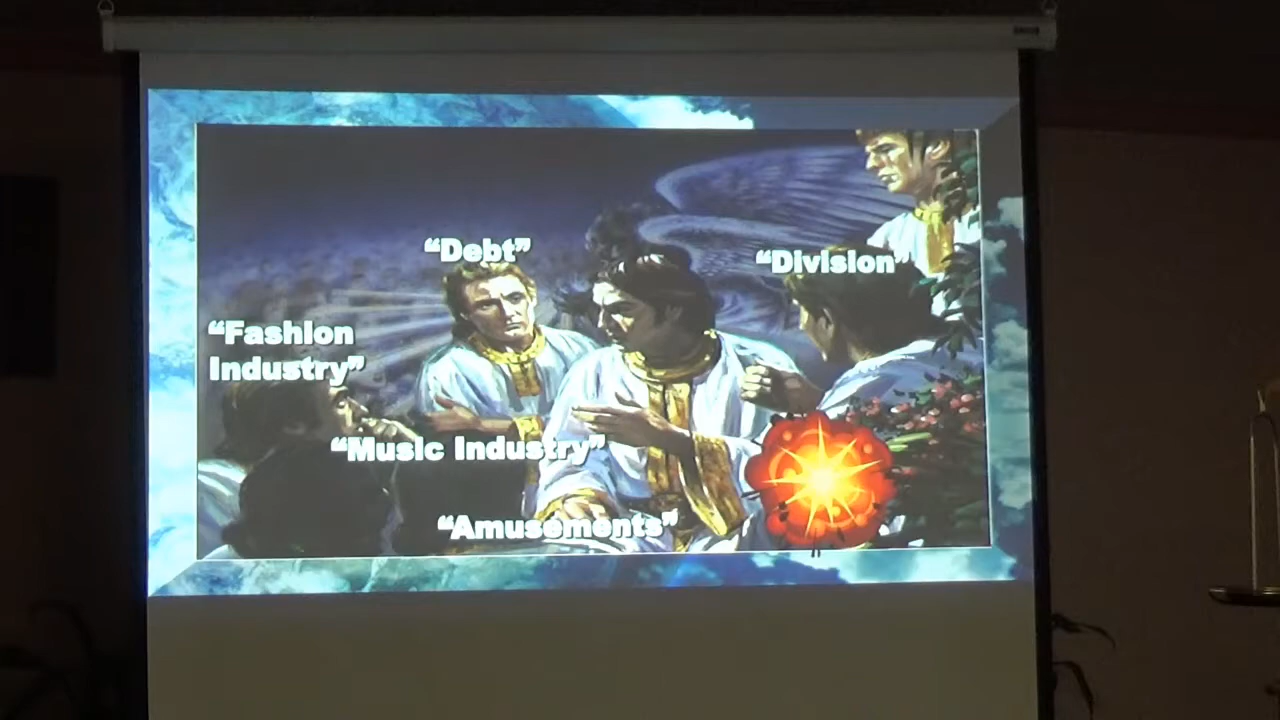 “Debt”
“Division”
“Fashion
Industry”
“Music Industry”
“Amusements”